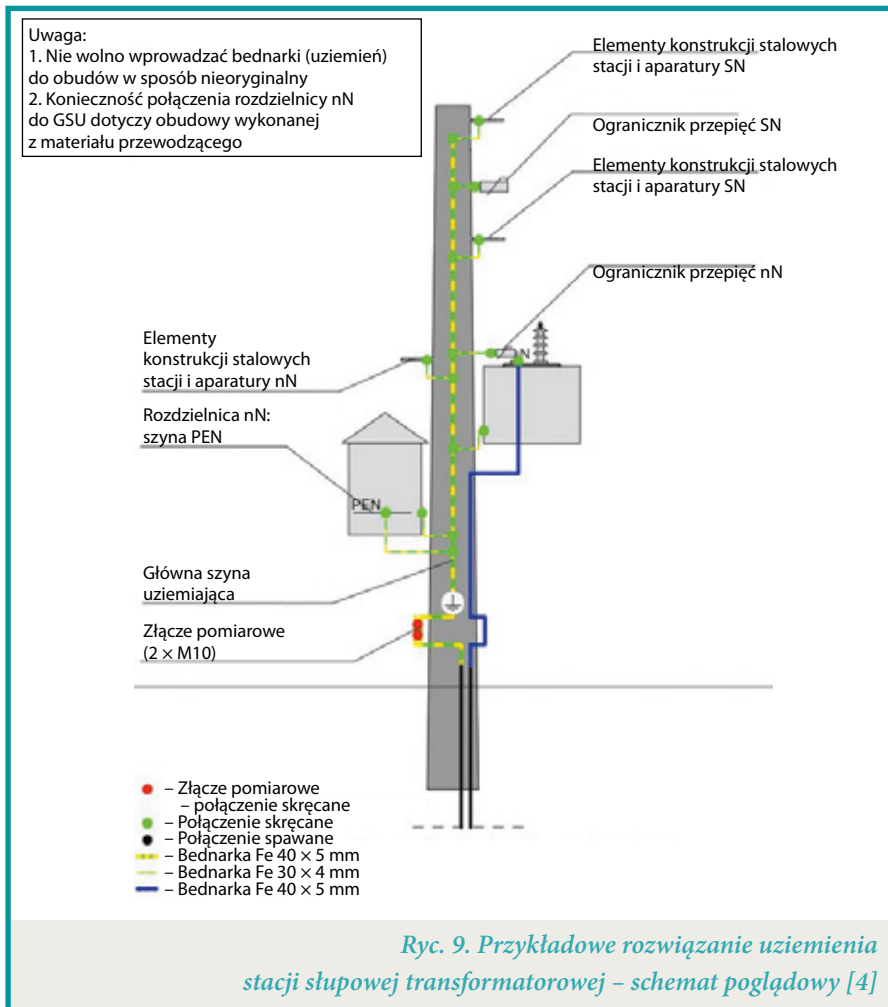 Uwaga:
1. Nie wolno wprowadzać bednarki (uziemień)
do obudów w sposób nieoryginalny
2. Konieczność połączenia rozdzielnicy nN
do GSU dotyczy obudowy wykonanej
z materiału przewodzącego
Elementy konstrukcji stalowych
stacji i aparatury SN
Ogranicznik przepięć SN
Elementy konstrukcji stalowych
stacji i aparatury SN
Ogranicznik przepięć nN
N
Elementy
konstrukcji stalowych
stacji i aparatury nN
Rozdzielnica nN:
szyna PEN
PEN
Główna szyna
uziemiająca
Złącze pomiarowe
(2 × M10)
– Złącze pomiarowe
– połączenie skręcane
– Połączenie skręcane
– Połączenie spawane
– Bednarka Fe 40 × 5 mm
– Bednarka Fe 30 × 4 mm
– Bednarka Fe 40 × 5 mm
Ryc. 9. Przykładowe rozwiązanie uziemienia
stacji słupowej transformatorowej – schemat poglądowy [4]